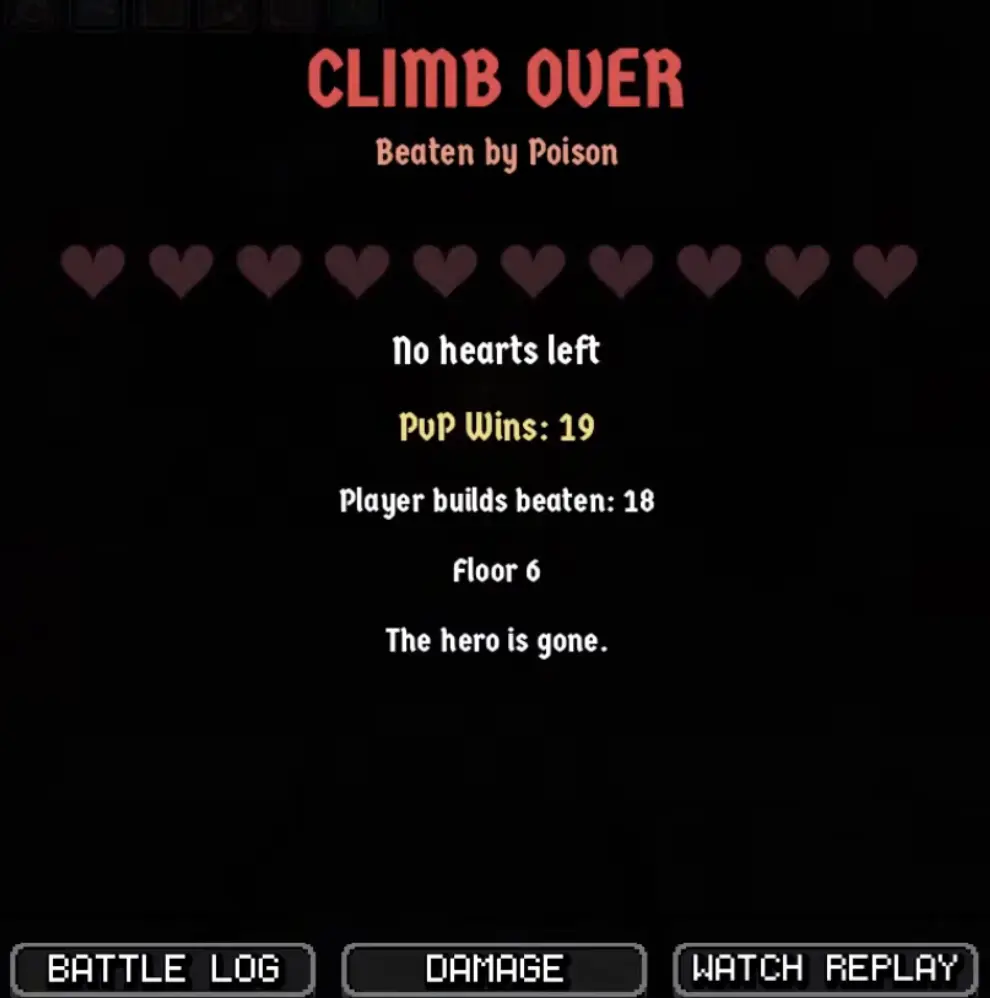 CLIMB OVER
Beaten by Poison
No hearts left
PvP Wins: 19
Player builds beaten: 18
Floor 6
The hero is gone.
BATTLE LOG
DAMAGE
WATCH REPLAY